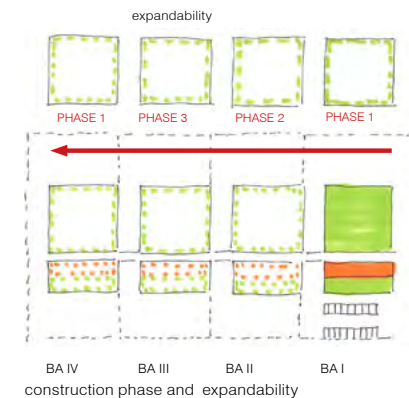 expandability
PHASE 1 PHASE 3 PHASE 2 PHASE 1
BA IV BA III BA II BA I
construction phase and expandability